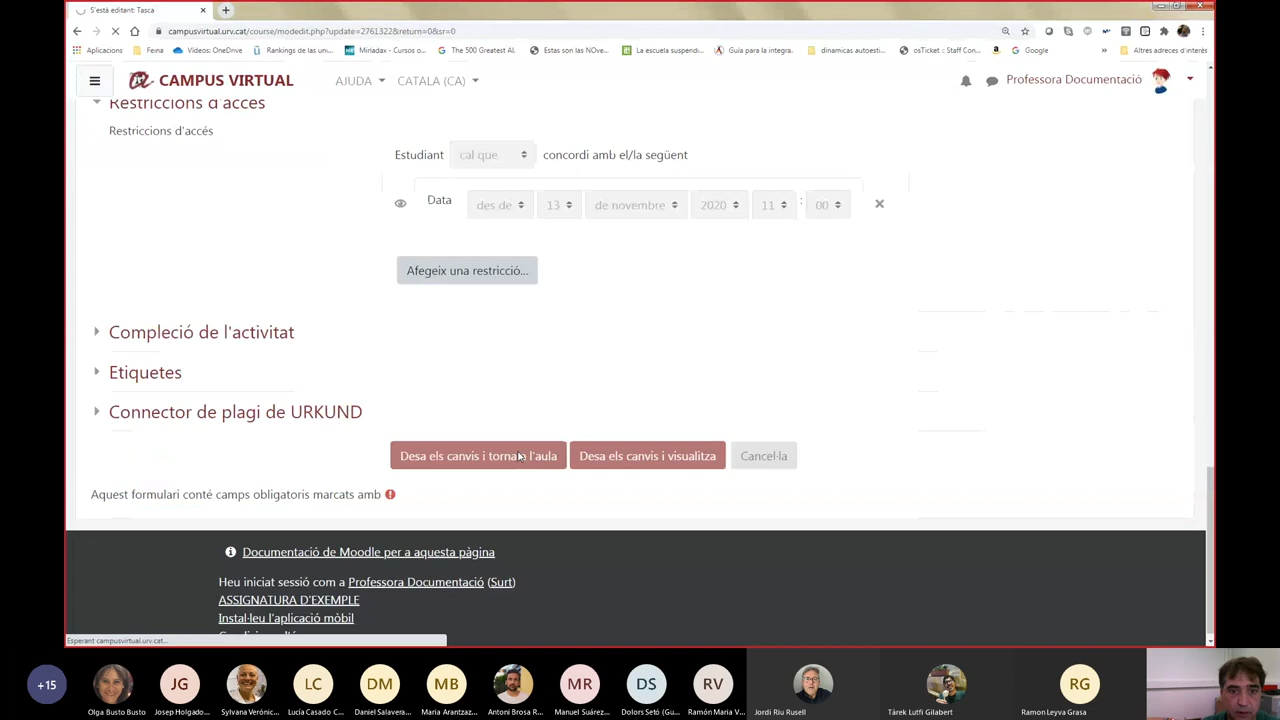 S'està editant: Tasca
campusvirtual.urv.cat/course/modedit.php?update=2761322&return=0&sr=0
Aplicacions Feina Vídeos: OneDrive Rankings de las uni... Miriadax - Cursos o... The 500 Greatest Al... Estas son las NOve... La escuela suspendi... Guía para la integra... dinamicas autoesti... osTicket :: Staff Con... Google » Altres adreces d'interès
CAMPUS VIRTUAL AJUDA CATALÀ (CA) Professora Documentació
Restriccions d'accés
Restriccions d'accés
Estudiant cal que concordi amb el/la següent
Data des de 13 de novembre 2020 11 : 00
Afegeix una restricció...
Compleció de l'activitat
Etiquetes
Connector de plagi de URKUND
Desa els canvis i torna a l'aula Desa els canvis i visualitza Cancel·la
Aquest formulari conté camps obligatoris marcats amb
Documentació de Moodle per a aquesta pàgina
Heu iniciat sessió com a Professora Documentació (Surt)
ASSIGNATURA D'EXEMPLE
Instal·leu l'aplicació mòbil
Esperant campusvirtual.urv.cat...
+15 JG LC DM MB MR DS RV RG
Olga Busto Busto Josep Holgado... Sylvana Verónic... Lucía Casado C... Daniel Salavera... Maria Arantzaz... Antoni Brosa R... Manuel Suárez... Dolors Setó (Gu... Ramón Maria V... Jordi Riu Rusell Tárek Lutfi Gilabert Ramon Leyva Grasa